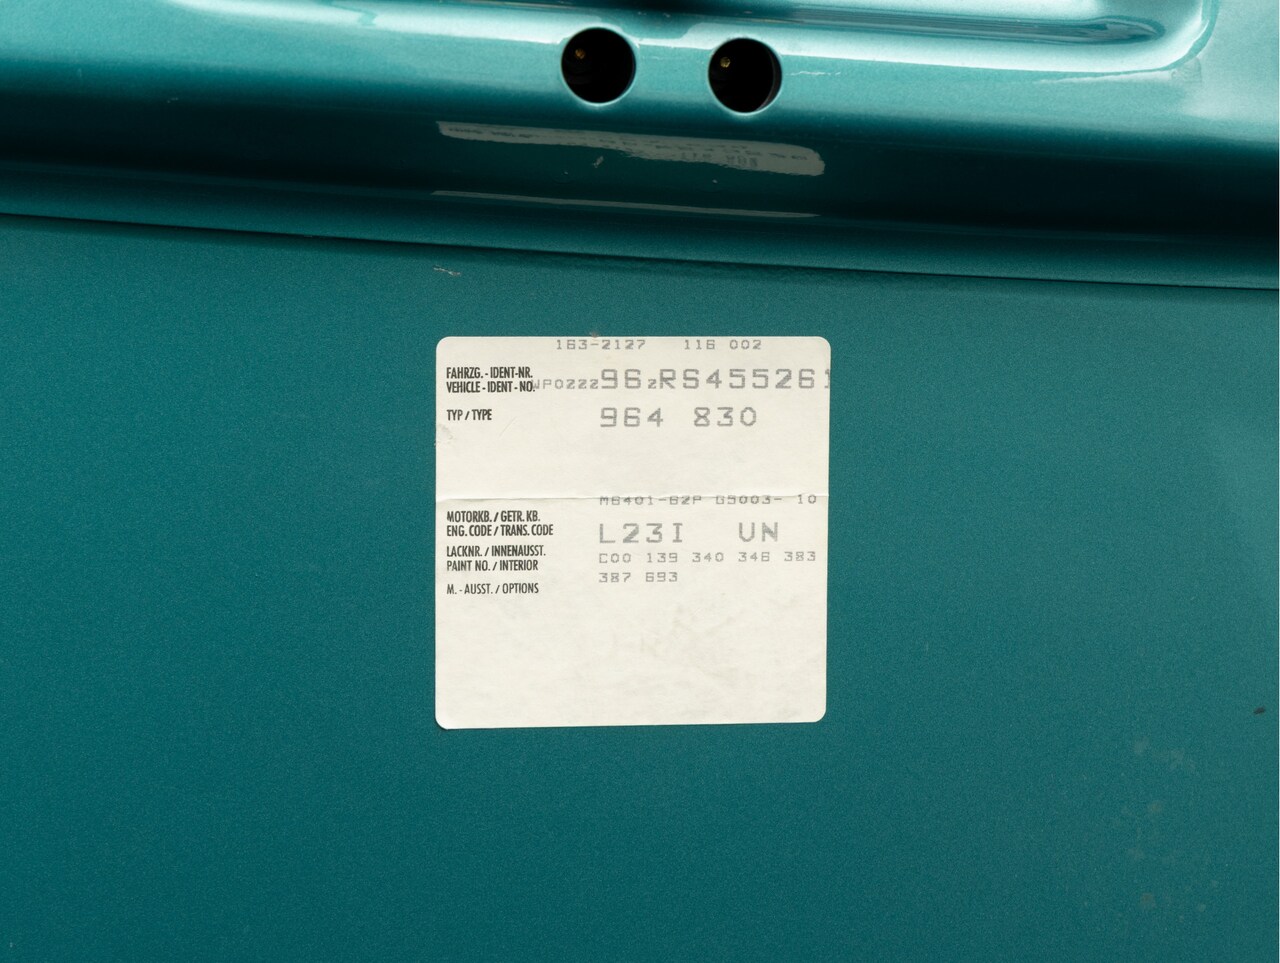 163-2127 116 002
FAHRZG. - IDENT-NR.
VEHICLE - IDENT - NO. WP0ZZZ96ZRS455261
TYP / TYPE 964 830
M6401-62P G5003- 10
MOTORKB. / GETR. KB.
ENG. CODE / TRANS. CODE L23I UN
LACKNR. / INNENAUSST. C00 139 340 346 383
PAINT NO. / INTERIOR
387 693
M. - AUSST. / OPTIONS